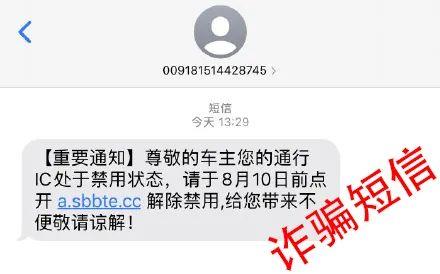 009181514428745
短信
今天 13:29
【重要通知】尊敬的车主您的通行
IC处于禁用状态，请于8月10日前点
开 a.sbbte.cc 解除禁用,给您带来不
便敬请谅解！
诈骗短信